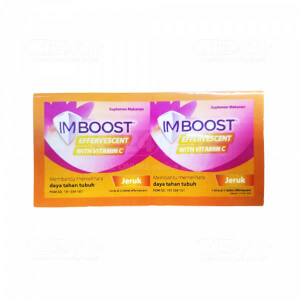 Suplemen Makanan
IMBOOST
EFFERVESCENT
WITH VITAMIN C
Membantu memelihara
daya tahan tubuh
Jeruk
Suplemen Makanan
IMBOOST
EFFERVESCENT
WITH VITAMIN C
Membantu memelihara
daya tahan tubuh
Jeruk